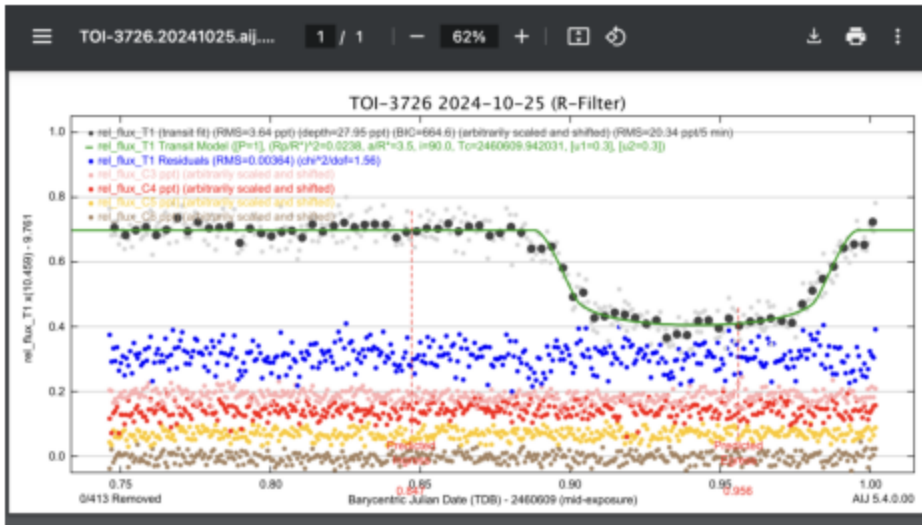 TOI-3726.20241025.aij....
1 / 1
62%
TOI-3726 2024-10-25 (R-Filter)
rel_flux_T1 (transit fit) (RMS=3.64 ppt) (depth=27.95 ppt) (BIC=664.6) (arbitrarily scaled and shifted) (RMS=20.34 ppt/5 min)
rel_flux_T1 Transit Model ([P=1], (Rp/R*)^2=0.0238, a/R*=3.5, i=90.0, Tc=2460609.942031, [u1=0.3], [u2=0.3])
rel_flux_T1 Residuals (RMS=0.00364) (chi^2/dof=1.56)
rel_flux_C3 ppt) (arbitrarily scaled and shifted)
rel_flux_C4 ppt) (arbitrarily scaled and shifted)
rel_flux_C5 ppt) (arbitrarily scaled and shifted)
ppt) (arbitrarily scaled and shifted)
1.0
0.8
0.6
0.4
0.2
0.0
rel_flux_T1 x(10.459) - 9.761
Predicted
Predicted
0.75
0.80
0.85
0.90
0.95
1.00
0.847
0.956
0/413 Removed
Barycentric Julian Date (TDB) - 2460609 (mid-exposure)
AIJ 5.4.0.00